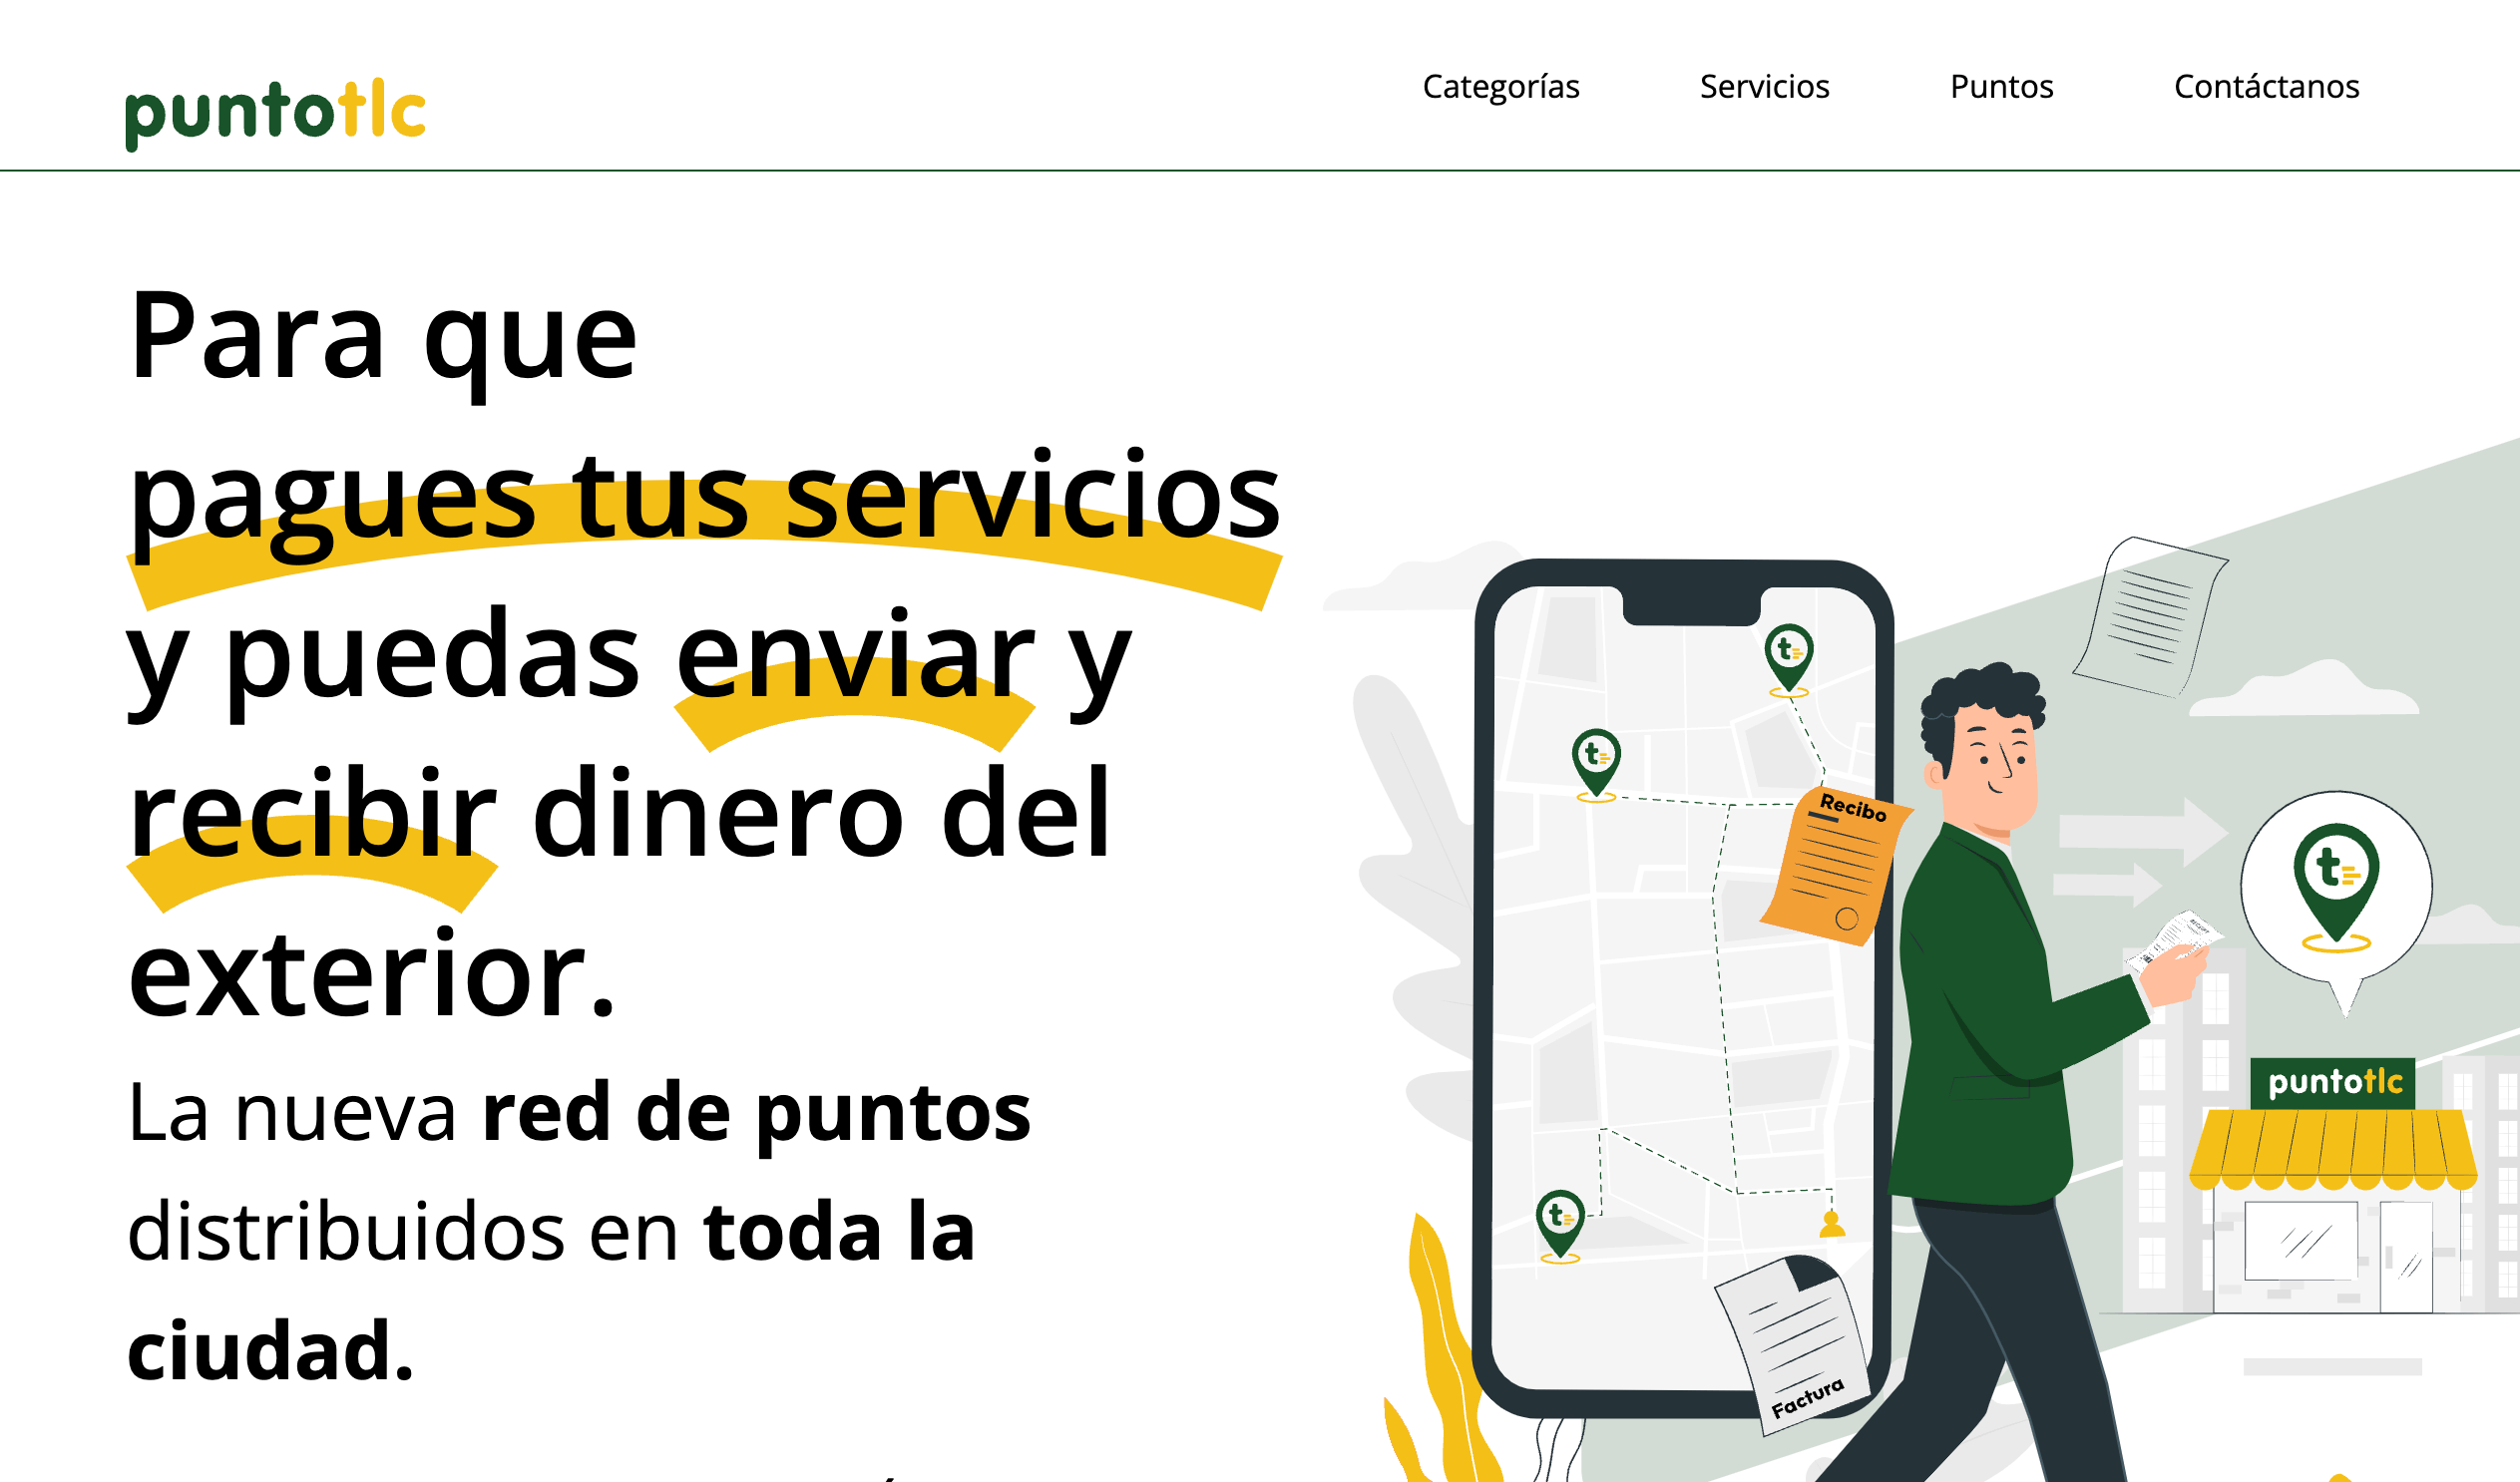 puntotlc
Categorías
Servicios
Puntos
Contáctanos
Para que
pagues tus servicios
y puedas enviar y
recibir dinero del
exterior.
La nueva red de puntos
distribuidos en toda la
ciudad.
t
t
Recibo
t
puntotlc
t
Factura